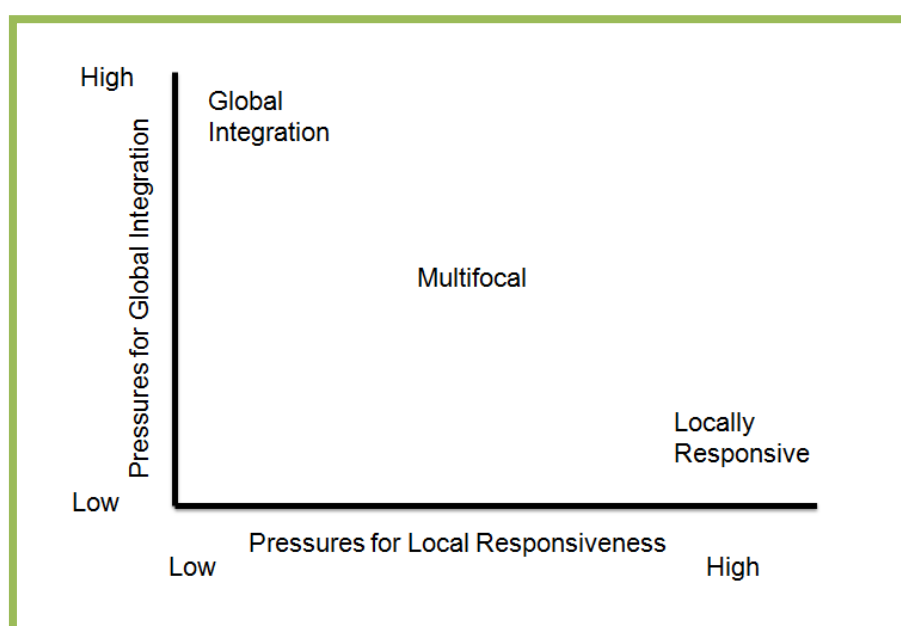 High
Global
Integration
Pressures for Global Integration
Multifocal
Locally
Responsive
Low
Pressures for Local Responsiveness
Low
High